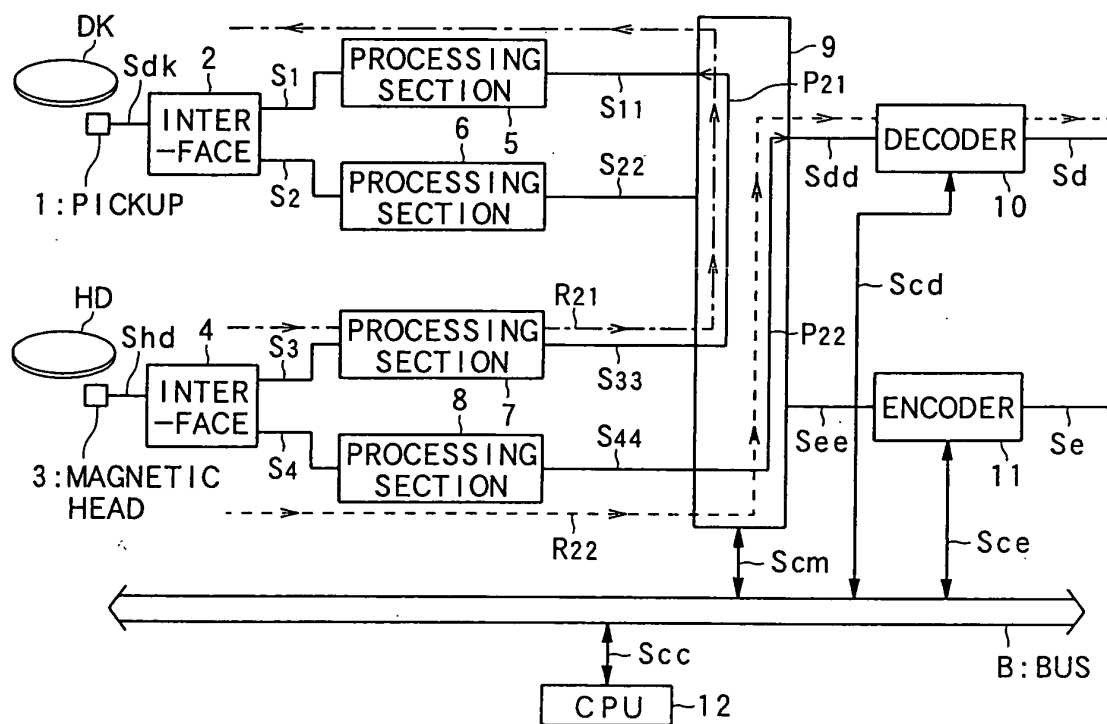 DK
Sdk
2
S1
PROCESSING
SECTION
5
S11
9
P21
INTER
-FACE
6
S2
PROCESSING
SECTION
S22
1:PICKUP
DECODER
Sdd
Sd
10
HD
Shd
4
S3
PROCESSING
SECTION
7
R21
S33
Scd
P22
INTER
-FACE
8
S4
PROCESSING
SECTION
S44
ENCODER
See
Se
11
3:MAGNETIC
HEAD
R22
Scm
Sce
B:BUS
Scc
CPU
12